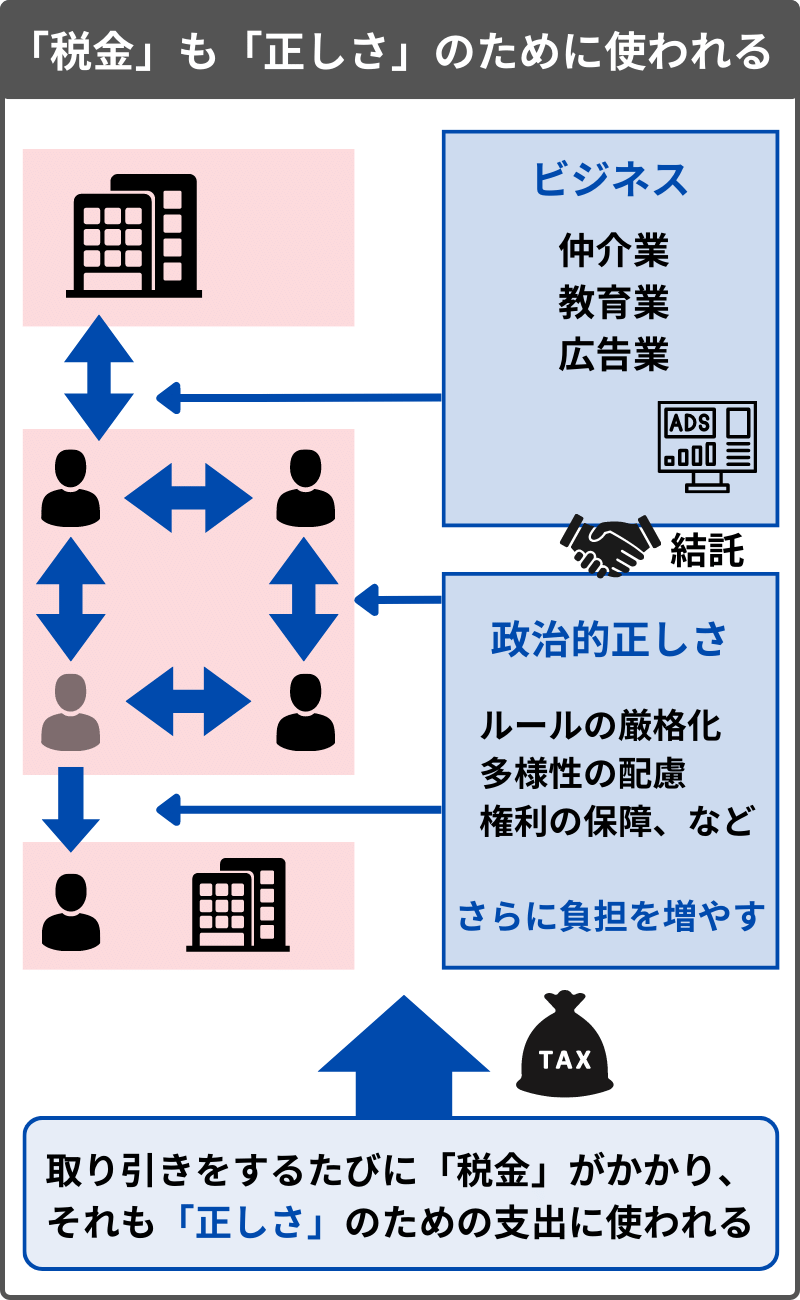 「税金」も「正しさ」のために使われる
ビジネス
仲介業
教育業
広告業
ADS
結託
政治的正しさ
ルールの厳格化
多様性の配慮
権利の保障、など
さらに負担を増やす
TAX
取り引きをするたびに「税金」がかかり、
それも「正しさ」のための支出に使われる